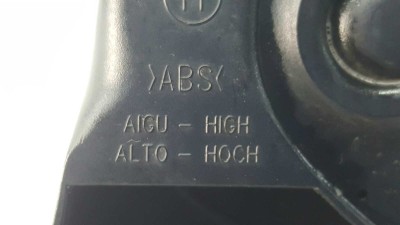 >ABS<
AIGU - HIGH
ALTO - HOCH